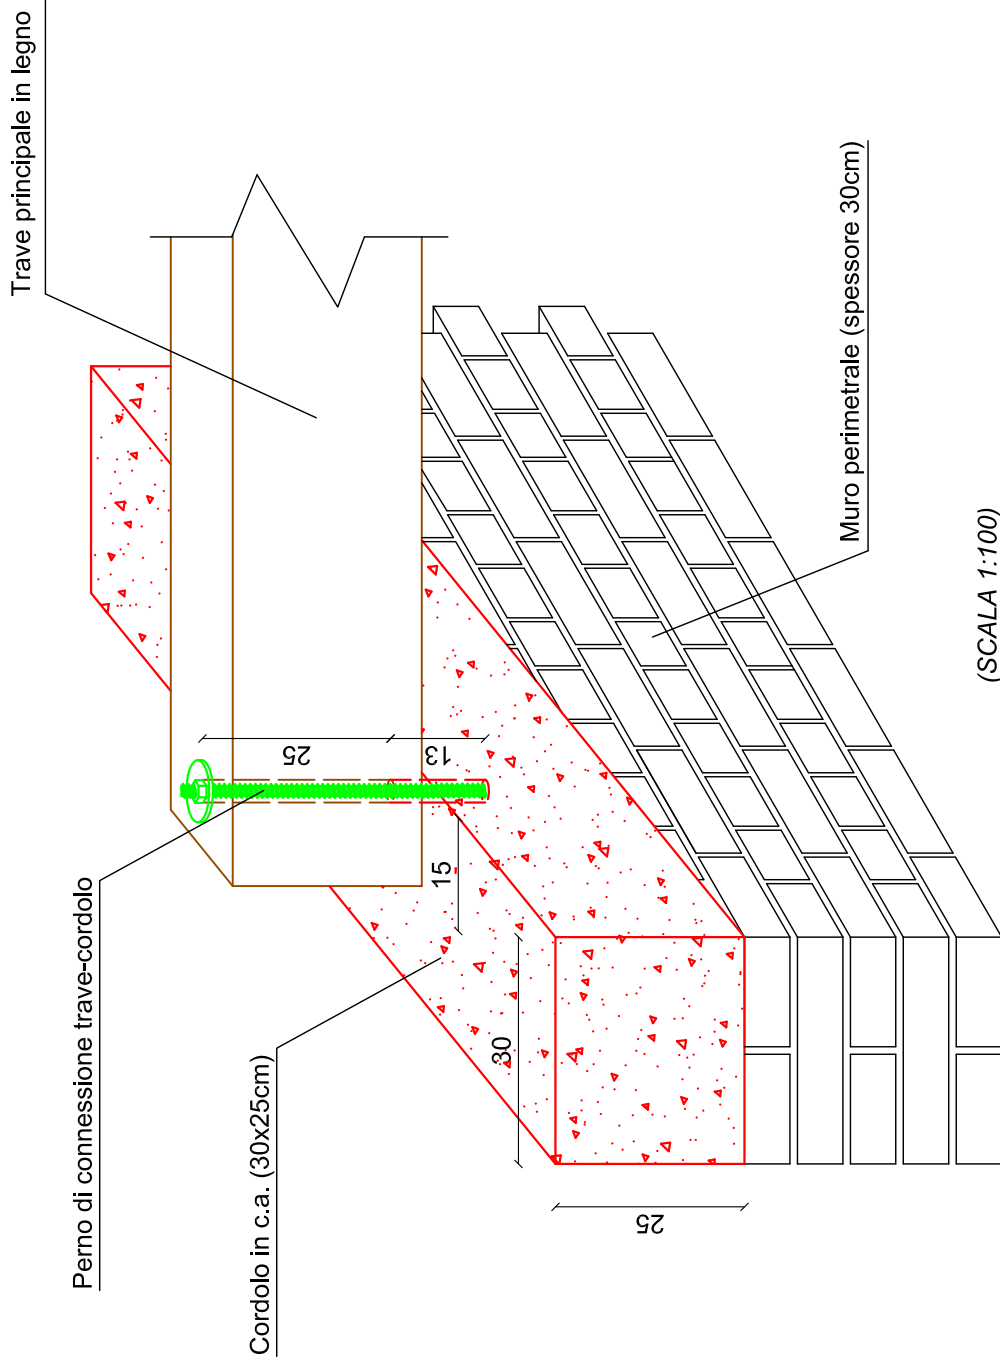 Trave principale in legno
Perno di connessione trave-cordolo
Cordolo in c.a. (30x25cm)
Muro perimetrale (spessore 30cm)
25
13
15
30
25
(SCALA 1:100)